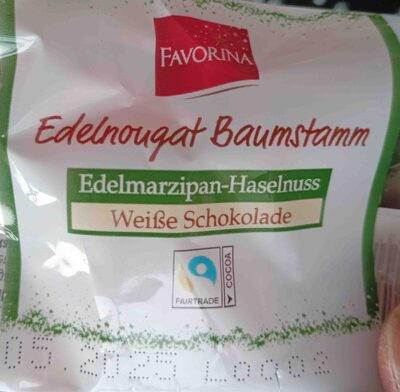 FAVORINA
Edelnougat Baumstamm
Edelmarzipan-Haselnuss
Weiße Schokolade
FAIRTRADE
COCOA
05.2025